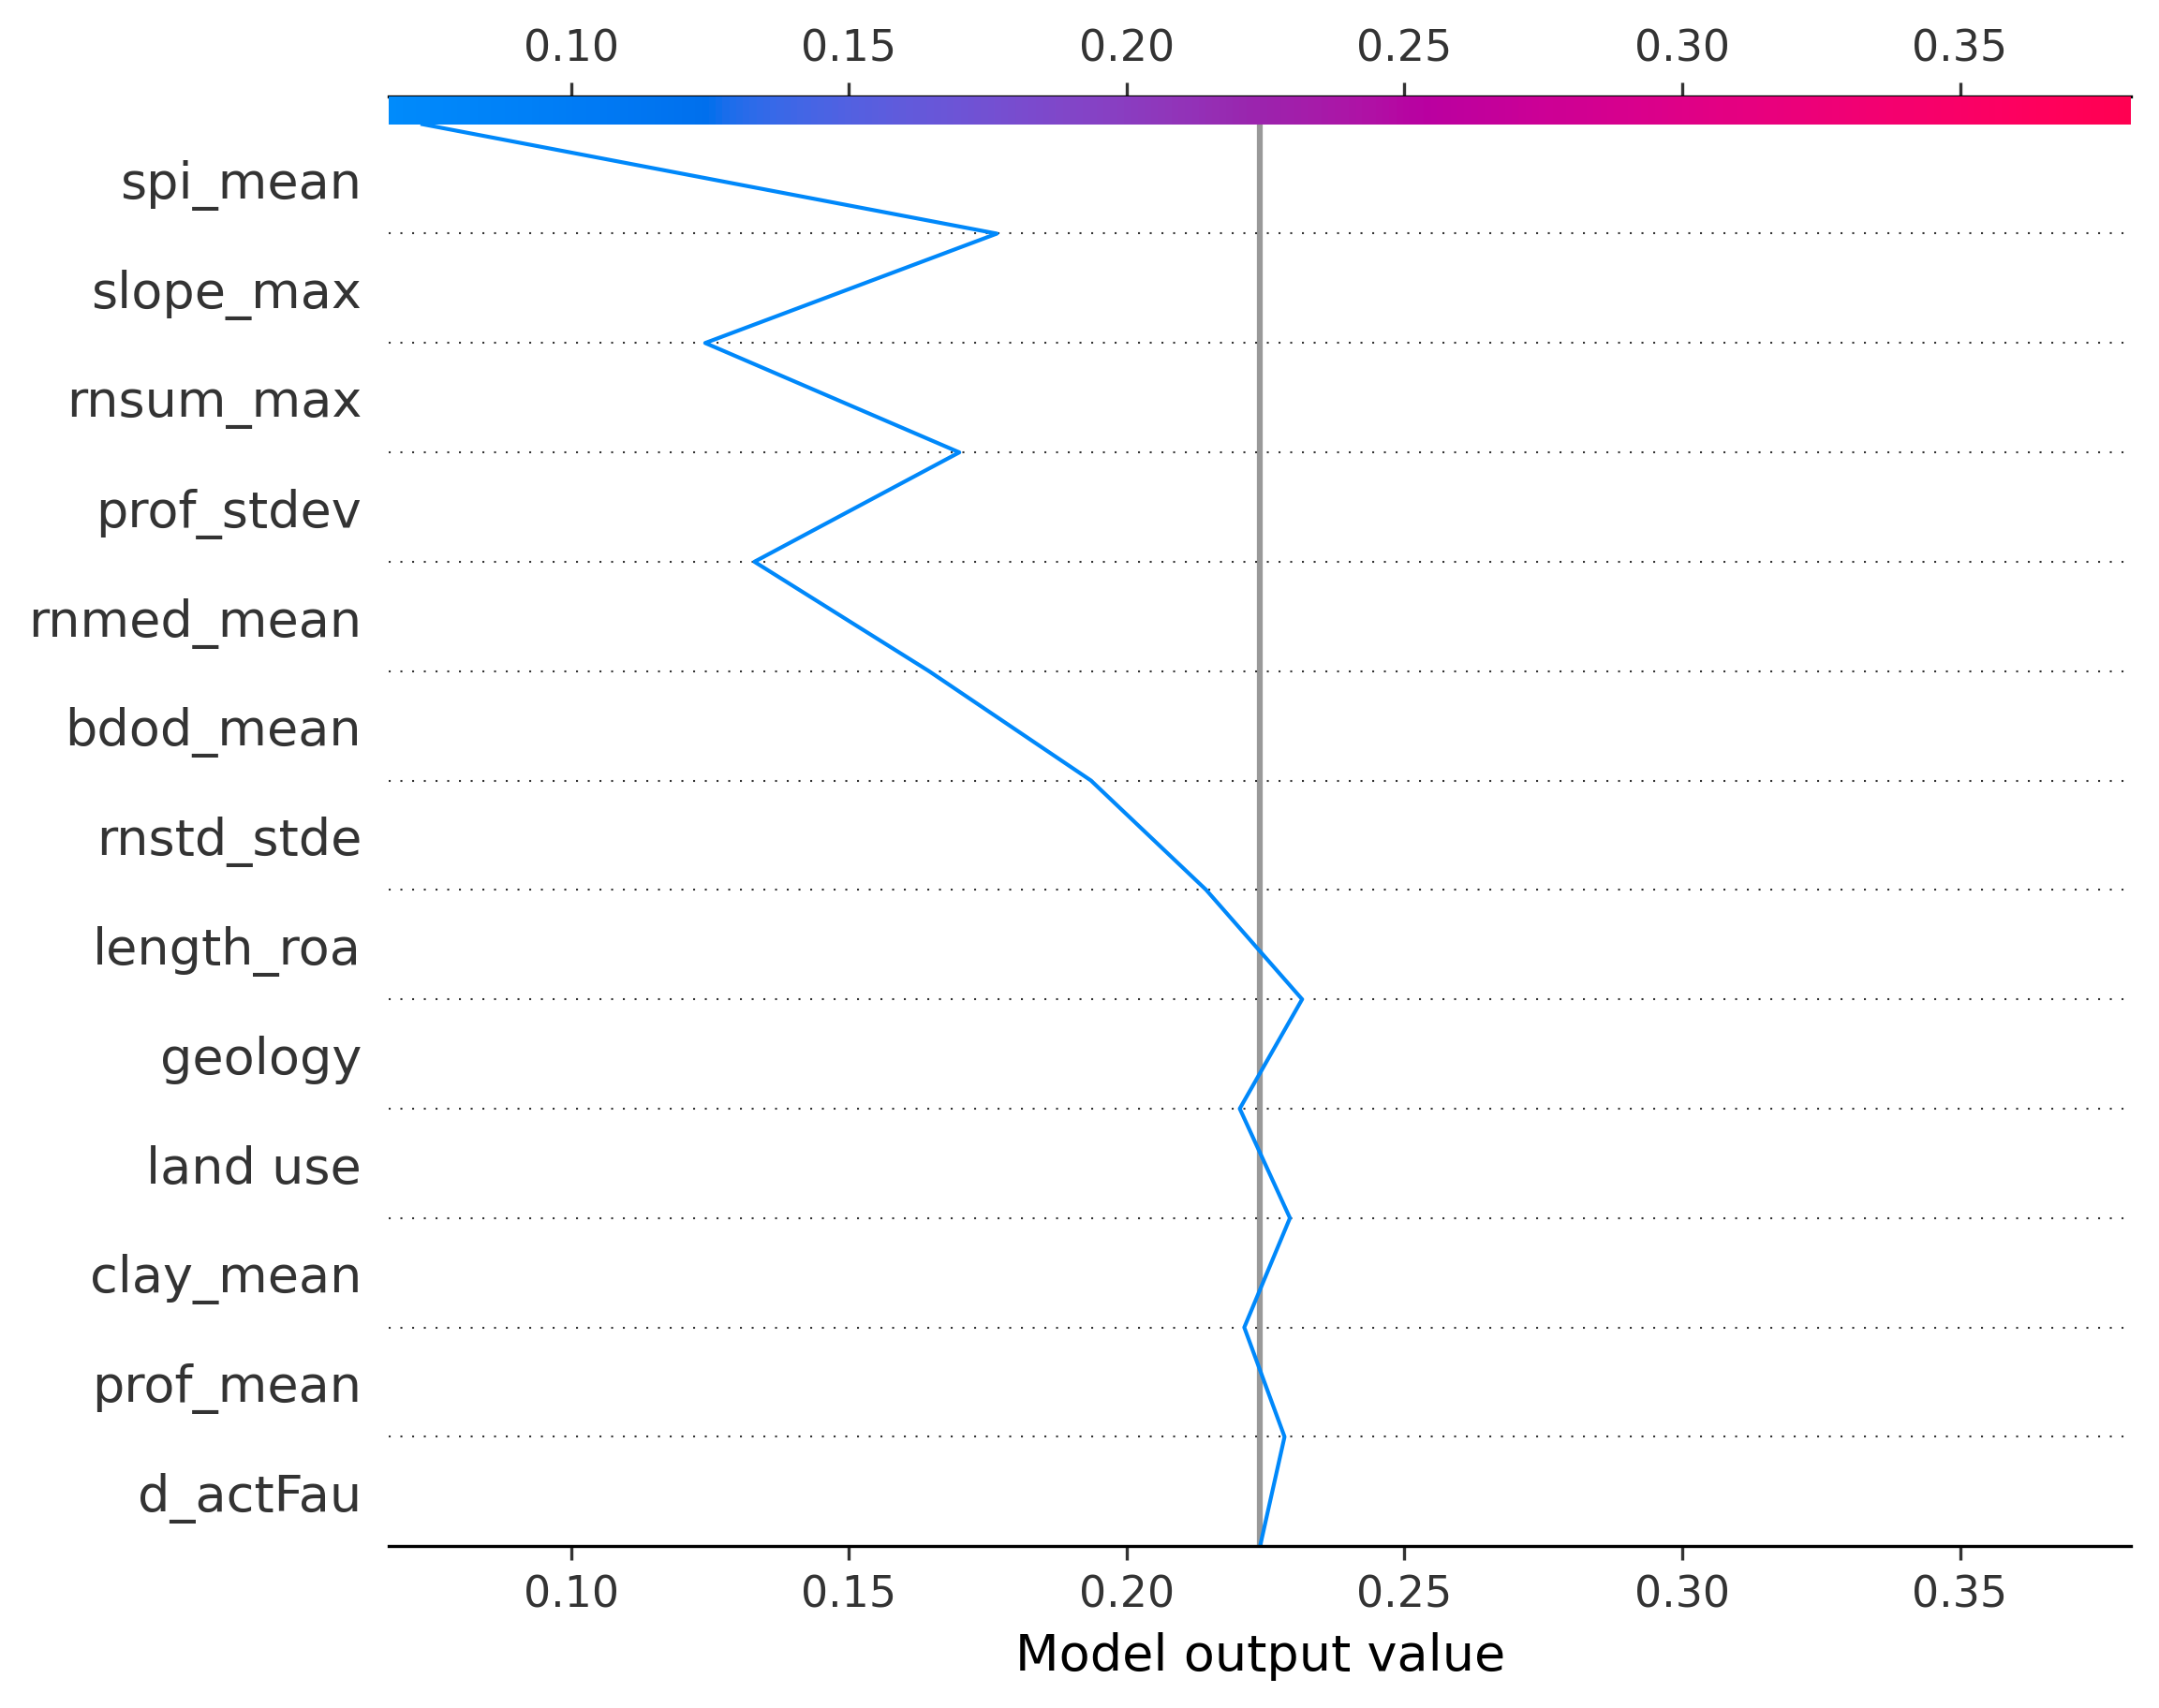 0.10 0.15 0.20 0.25 0.30 0.35
spi_mean
slope_max
rnsum_max
prof_stdev
rnmed_mean
bdod_mean
rnstd_stde
length_roa
geology
land use
clay_mean
prof_mean
d_actFau
0.10 0.15 0.20 0.25 0.30 0.35
Model output value